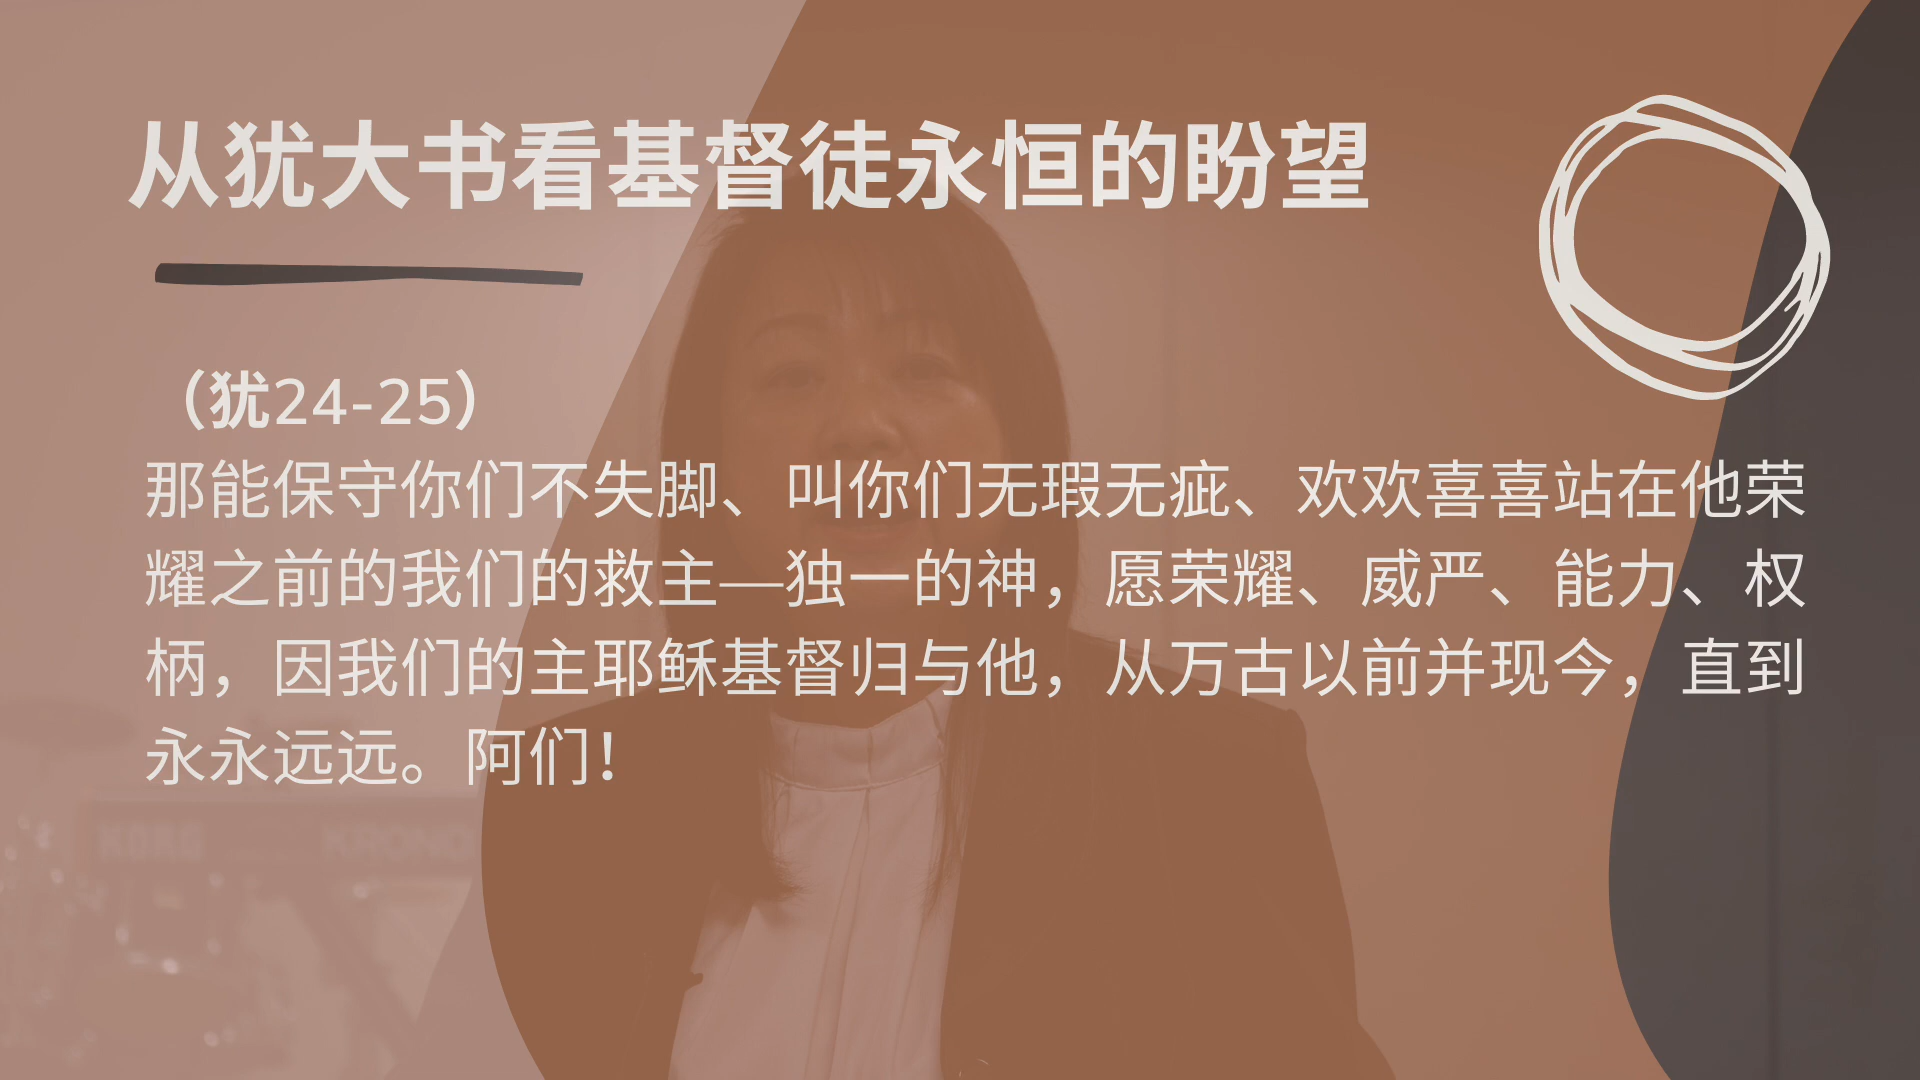 从犹大书看基督徒永恒的盼望
（犹24-25）
那能保守你们不失脚、叫你们无瑕无疵、欢欢喜喜站在他荣
耀之前的我们的救主—独一的神，愿荣耀、威严、能力、权
柄，因我们的主耶稣基督归与他，从万古以前并现今，直到
永永远远。阿们！
KORG KRONO